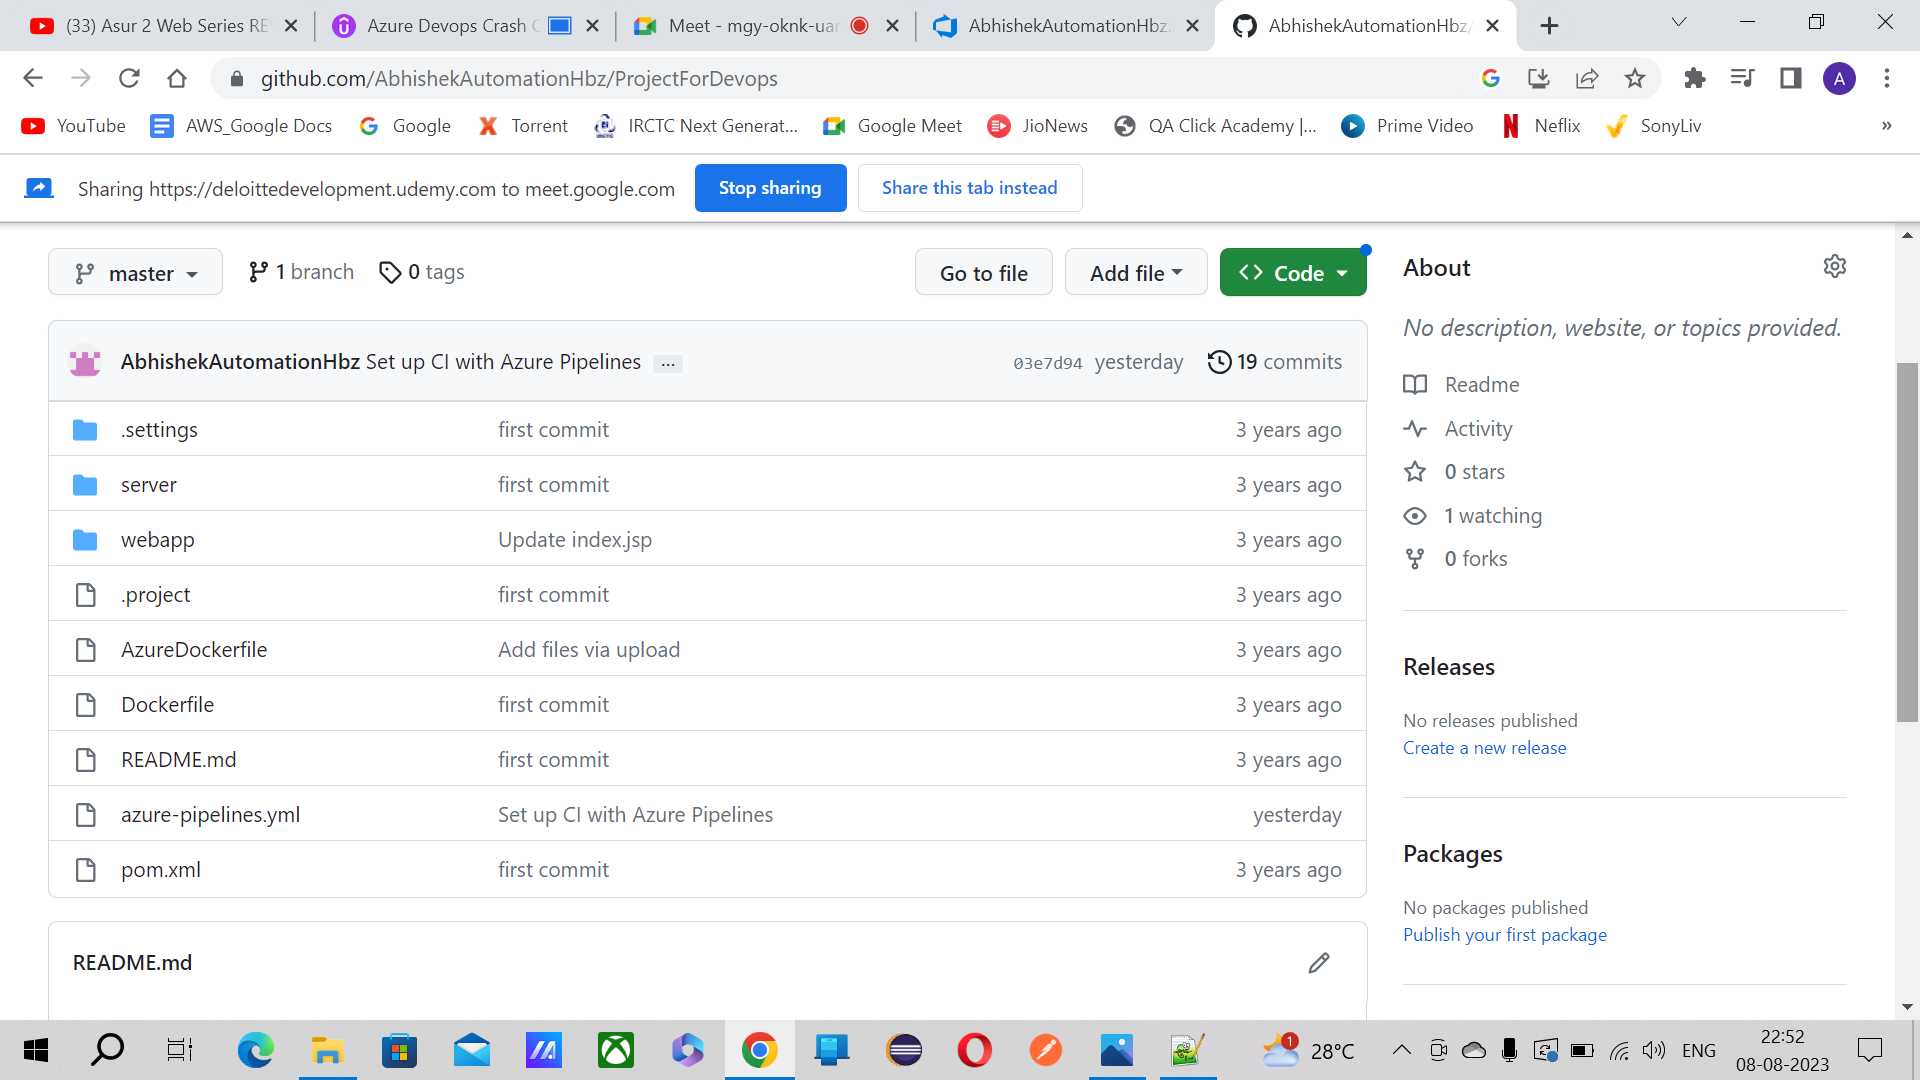 (33) Asur 2 Web Series RE
Azure Devops Crash C
Meet - mgy-oknk-uar
AbhishekAutomationHbz.
AbhishekAutomationHbz/
github.com/AbhishekAutomationHbz/ProjectForDevops
A
YouTube
AWS_Google Docs
Google
Torrent
IRCTC Next Generat...
Google Meet
JioNews
QA Click Academy |...
Prime Video
Neflix
SonyLiv
»
Sharing https://deloittedevelopment.udemy.com to meet.google.com
Stop sharing
Share this tab instead
master
1 branch
0 tags
Go to file
Add file
Code
AbhishekAutomationHbz Set up CI with Azure Pipelines ...
03e7d94 yesterday
19 commits
.settings first commit 3 years ago
server first commit 3 years ago
webapp Update index.jsp 3 years ago
.project first commit 3 years ago
AzureDockerfile Add files via upload 3 years ago
Dockerfile first commit 3 years ago
README.md first commit 3 years ago
azure-pipelines.yml Set up CI with Azure Pipelines yesterday
pom.xml first commit 3 years ago
README.md
About
No description, website, or topics provided.
Readme
Activity
0 stars
1 watching
0 forks
Releases
No releases published
Create a new release
Packages
No packages published
Publish your first package
1
28°C
ENG
22:52
08-08-2023